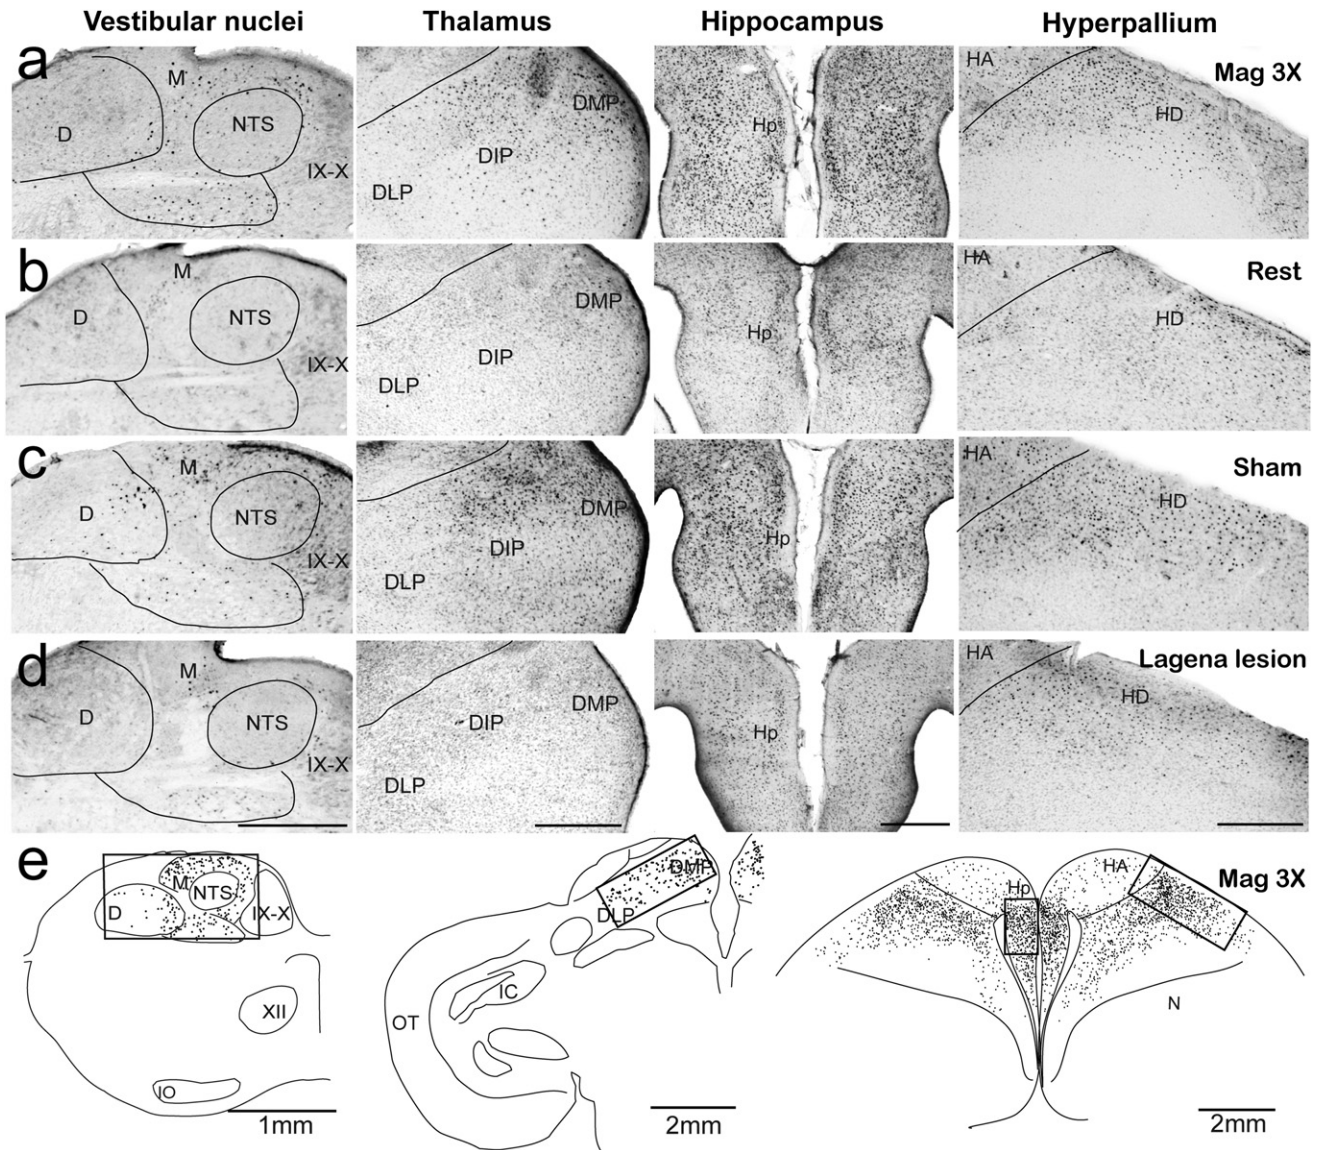 Vestibular nuclei Thalamus Hippocampus Hyperpallium
a M D NTS IX-X DMP DIP DLP Hp HA HD Mag 3X
b M D NTS IX-X DMP DIP DLP Hp HA HD Rest
c M D NTS IX-X DMP DIP DLP Hp HA HD Sham
d M D NTS IX-X DMP DIP DLP Hp HA HD Lagena lesion
e M NTS D IX-X DMP DLP Hp HA Mag 3X
XII OT IC N
IO
1mm 2mm 2mm